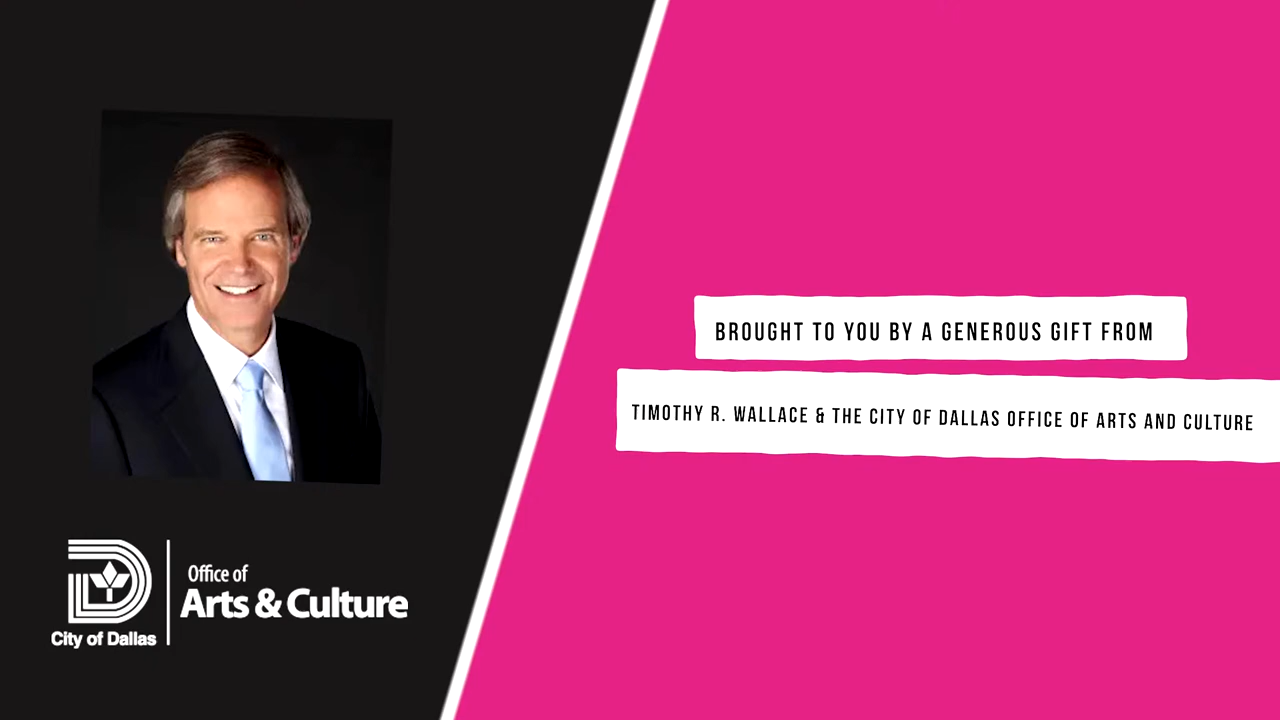 BROUGHT TO YOU BY A GENEROUS GIFT FROM
TIMOTHY R. WALLACE & THE CITY OF DALLAS OFFICE OF ARTS AND CULTURE
Office of
Arts & Culture
City of Dallas